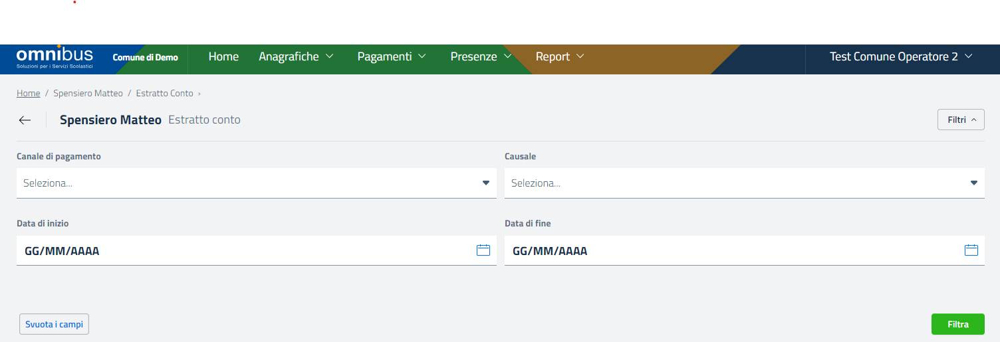 omnibus
Soluzioni per i Servizi Scolastici
Comune di Demo
Home
Anagrafiche
Pagamenti
Presenze
Report
Test Comune Operatore 2
Home / Spensiero Matteo / Estratto Conto ›
Spensiero Matteo Estratto conto
Filtri
Canale di pagamento
Causale
Seleziona...
Seleziona...
Data di inizio
Data di fine
GG/MM/AAAA
GG/MM/AAAA
Svuota i campi
Filtra